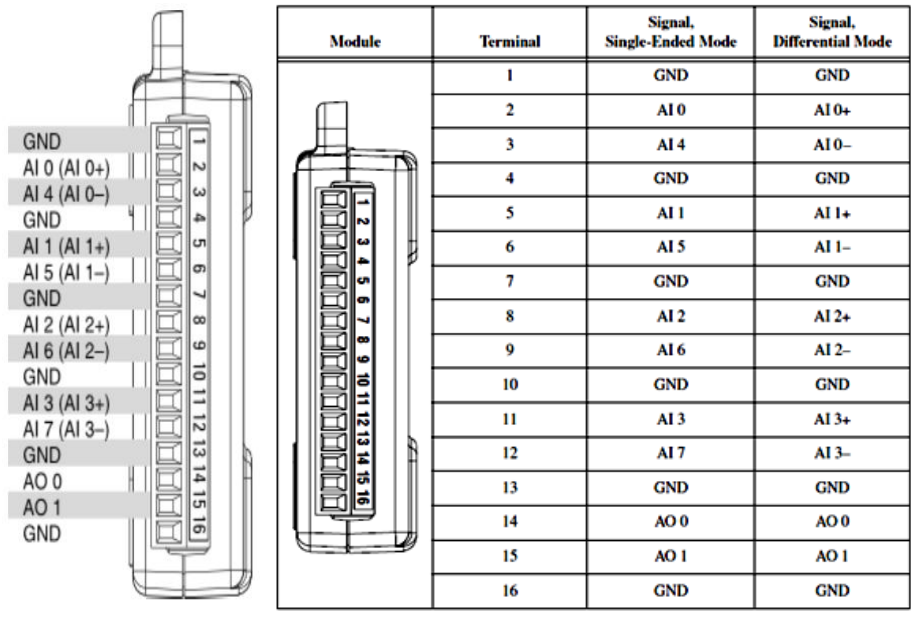 GND
AI 0 (AI 0+)
AI 4 (AI 0–)
GND
AI 1 (AI 1+)
AI 5 (AI 1–)
GND
AI 2 (AI 2+)
AI 6 (AI 2–)
GND
AI 3 (AI 3+)
AI 7 (AI 3–)
GND
AO 0
AO 1
GND
1
2
3
4
5
6
7
8
9
10
11
12
13
14
15
16
Module Terminal Signal, Single-Ended Mode Signal, Differential Mode
1 GND GND
2 AI 0 AI 0+
3 AI 4 AI 0–
4 GND GND
5 AI 1 AI 1+
6 AI 5 AI 1–
7 GND GND
8 AI 2 AI 2+
9 AI 6 AI 2–
10 GND GND
11 AI 3 AI 3+
12 AI 7 AI 3–
13 GND GND
14 AO 0 AO 0
15 AO 1 AO 1
16 GND GND
1
2
3
4
5
6
7
8
9
10
11
12
13
14
15
16